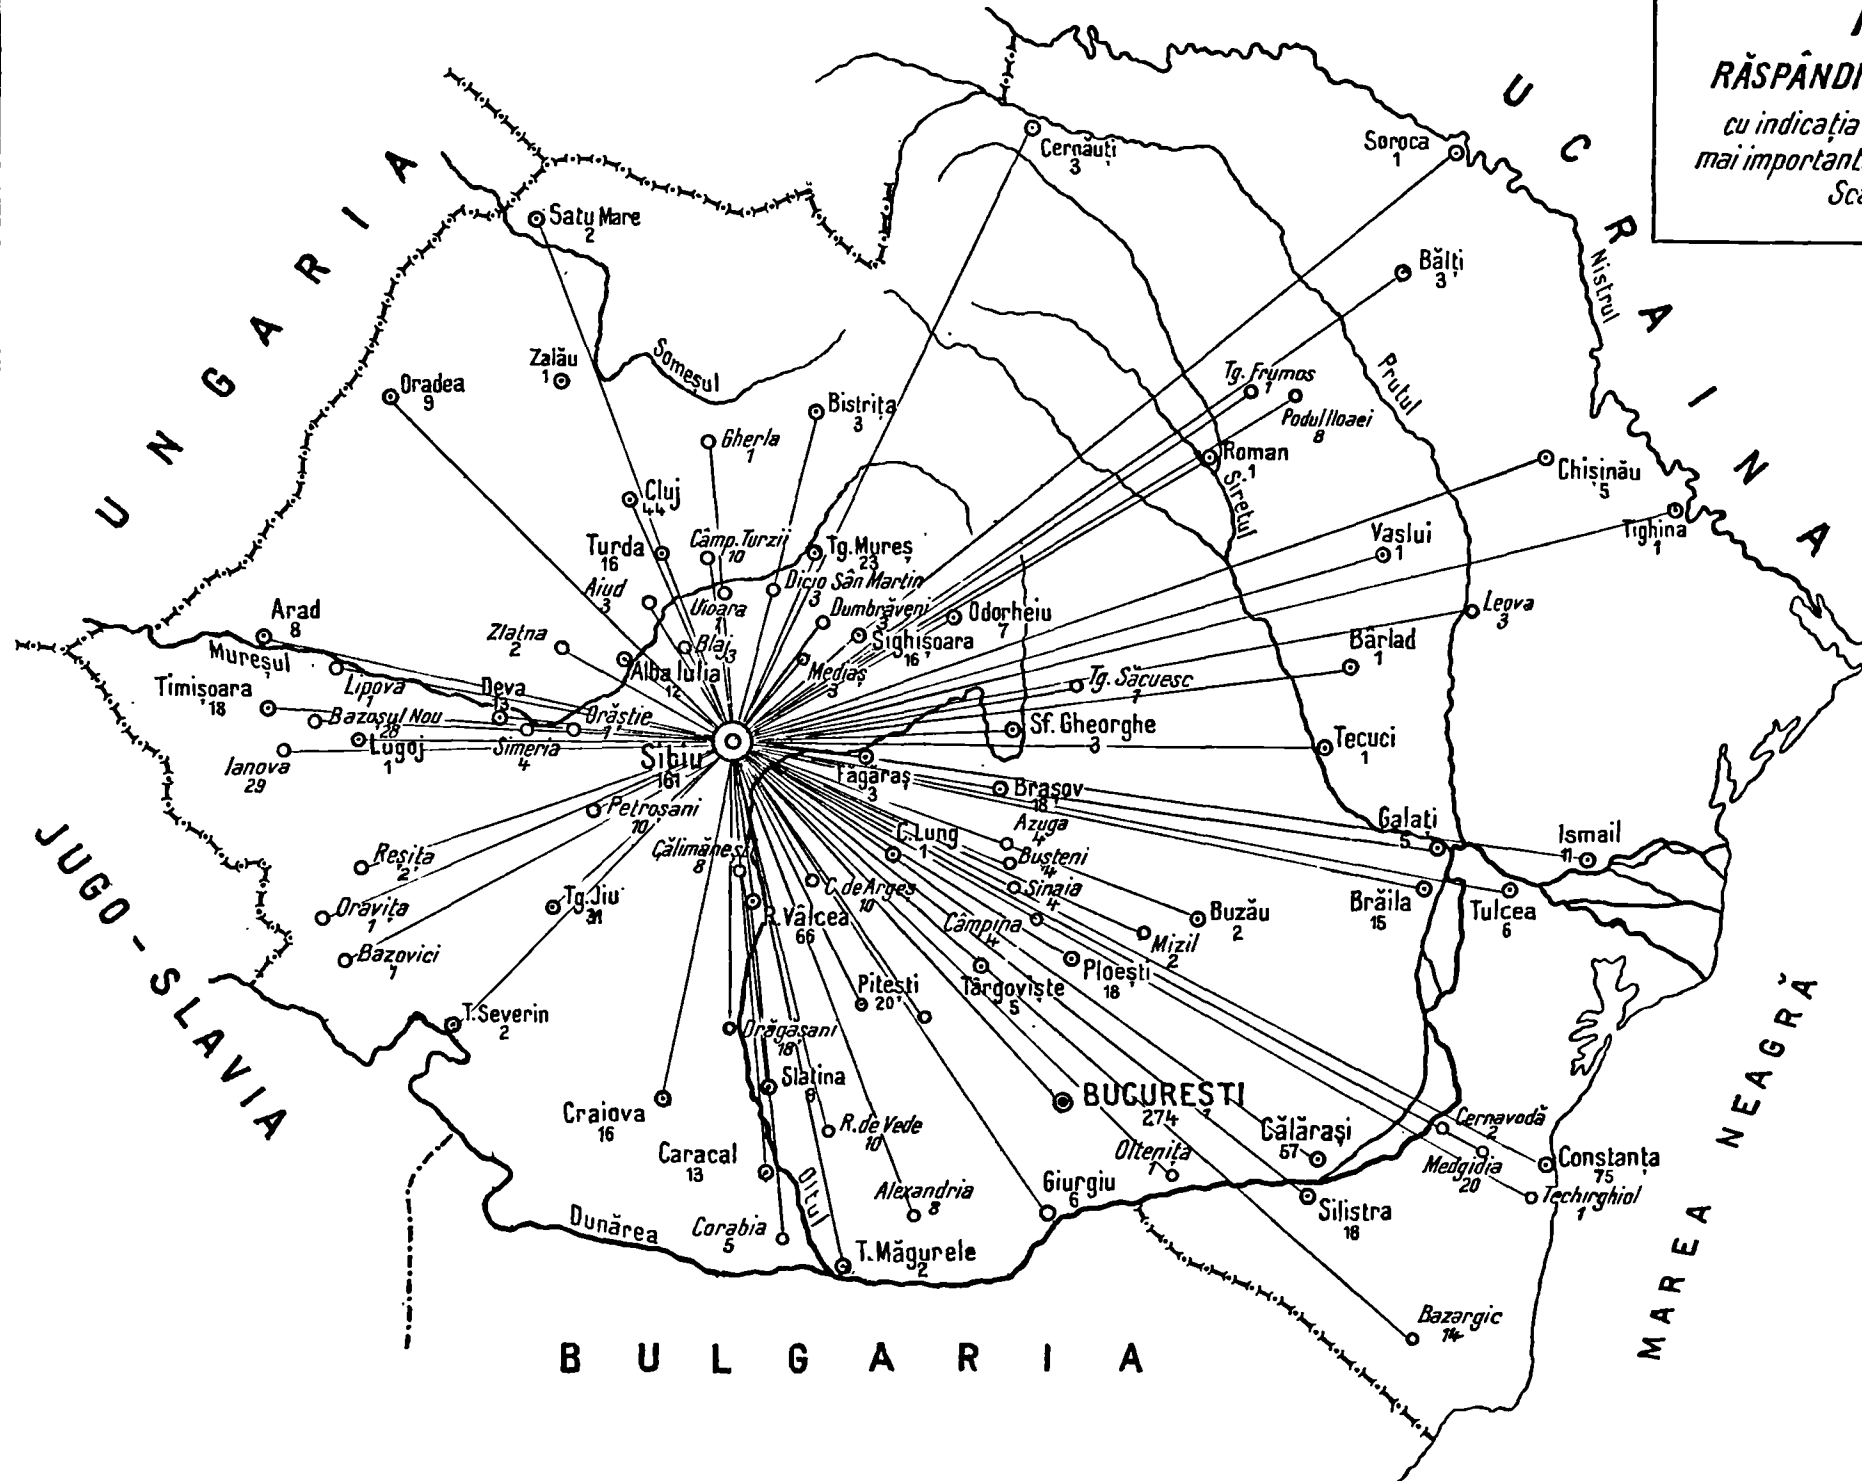 RĂSPÂNDI
cu indicația
mai important
Sca
UCRAINA
UNGARIA
JUGO-SLAVIA
BULGARIA
MAREA NEAGRĂ
Cernăuți
3
Soroca
1
Satu Mare
2
Bălți
3
Nistrul
Zalău
1
Someșul
Oradea
9
Bistrița
3
Tg. Frumos
1
Podul Iloaei
8
Prutul
Gherla
1
Roman
1
Siretul
Chișinău
5
Cluj
44
Tighina
1
Turda
16
Câmp. Turzii
10
Tg. Mureș
23
Vaslui
1
Aiud
3
Uioara
1
Dicio Sân Martin
3
Dumbrăveni
3
Odorheiu
7
Leova
3
Arad
8
Mureșul
Zlatna
2
Blaj
3
Sighișoara
16
Bârlad
1
Lipova
1
Alba Iulia
12
Mediaș
3
Tg. Săcuesc
1
Timișoara
18
Deva
13
Bazoșul Nou
28
Orăștie
1
Sf. Gheorghe
3
Tecuci
1
Lugoj
1
Simeria
4
Sibiu
161
Ianova
29
Făgăraș
3
Brașov
18
Petroșani
10
Azuga
4
Galați
5
Ismail
11
Călimănești
8
C. Lung
1
Bușteni
14
Reșița
2
C. de Argeș
10
Sinaia
4
Brăila
15
Tulcea
6
Tg. Jiu
31
R. Vâlcea
66
Câmpina
14
Buzău
2
Oravița
1
Mizil
2
Bazovici
7
Ploești
18
Pitești
20
Târgoviște
5
T. Severin
2
Drăgășani
18
Slatina
9
BUCUREȘTI
274
1
Craiova
16
R. de Vede
10
Călărași
57
Cernavodă
2
Caracal
13
Oltenița
1
Medgidia
20
Constanța
75
Oltul
Alexandria
8
Giurgiu
6
Techirghiol
1
Dunărea
Corabia
5
Silistra
18
T. Măgurele
2
Bazargic
14